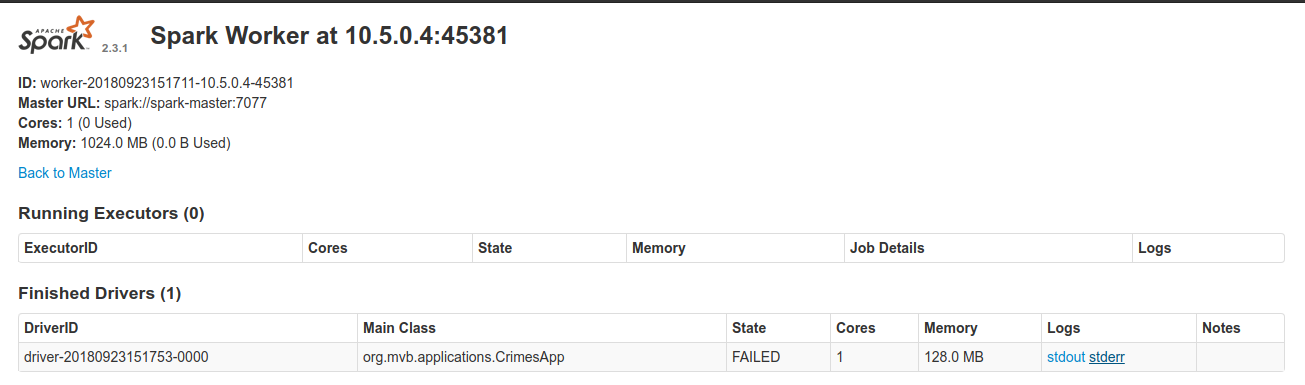 APACHE
Spark 2.3.1 Spark Worker at 10.5.0.4:45381
ID: worker-20180923151711-10.5.0.4-45381
Master URL: spark://spark-master:7077
Cores: 1 (0 Used)
Memory: 1024.0 MB (0.0 B Used)
Back to Master
Running Executors (0)
ExecutorID Cores State Memory Job Details Logs
Finished Drivers (1)
DriverID Main Class State Cores Memory Logs Notes
driver-20180923151753-0000 org.mvb.applications.CrimesApp FAILED 1 128.0 MB stdout stderr